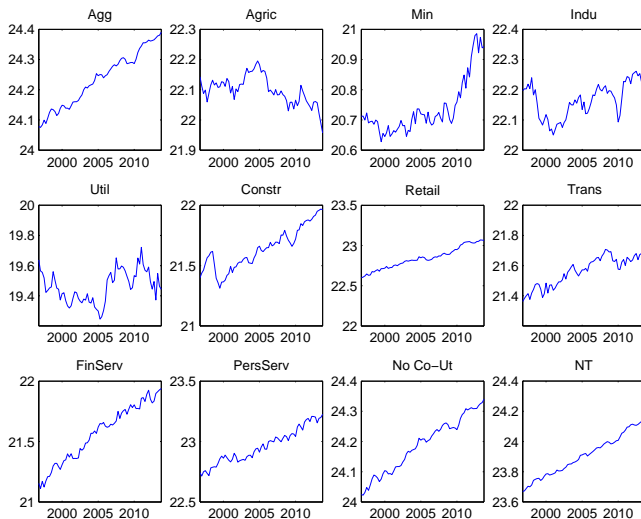 Agg
Agric
Min
Indu
24.4
24.3
24.2
24.1
24
2000 2005 2010
22.3
22.2
22.1
22
21.9
2000 2005 2010
21
20.9
20.8
20.7
20.6
2000 2005 2010
22.4
22.3
22.2
22.1
22
2000 2005 2010
Util
Constr
Retail
Trans
20
19.8
19.6
19.4
2000 2005 2010
22
21.5
21
2000 2005 2010
23.5
23
22.5
22
2000 2005 2010
22
21.8
21.6
21.4
2000 2005 2010
FinServ
PersServ
No Co−Ut
NT
22
21.5
21
2000 2005 2010
23.5
23
22.5
2000 2005 2010
24.4
24.3
24.2
24.1
24
2000 2005 2010
24.4
24.2
24
23.8
23.6
2000 2005 2010